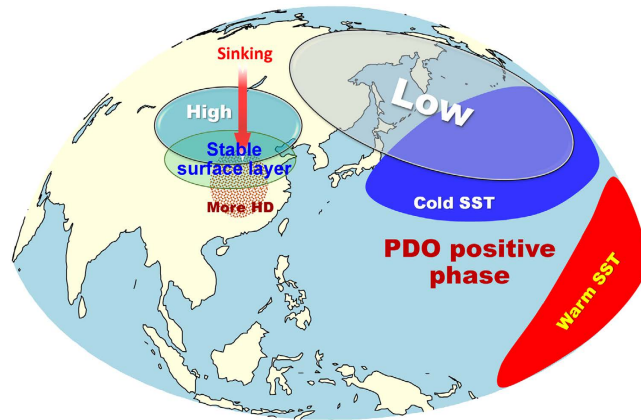 Sinking
High
Low
Stable
surface layer
More HD
Cold SST
PDO positive
phase
Warm SST